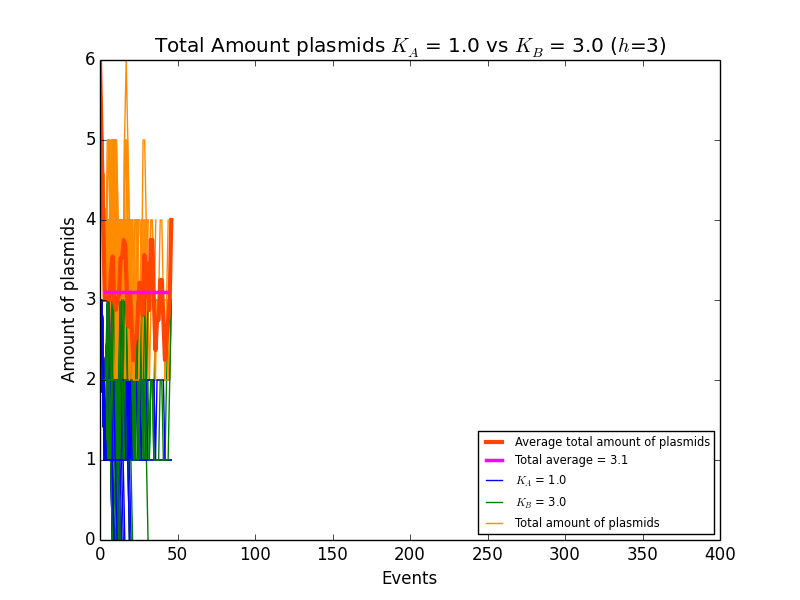 Total Amount plasmids K_A = 1.0 vs K_B = 3.0 (h=3)
Amount of plasmids
6
5
4
3
2
1
0
0 50 100 150 200 250 300 350 400
Events
Average total amount of plasmids
Total average = 3.1
K_A = 1.0
K_B = 3.0
Total amount of plasmids